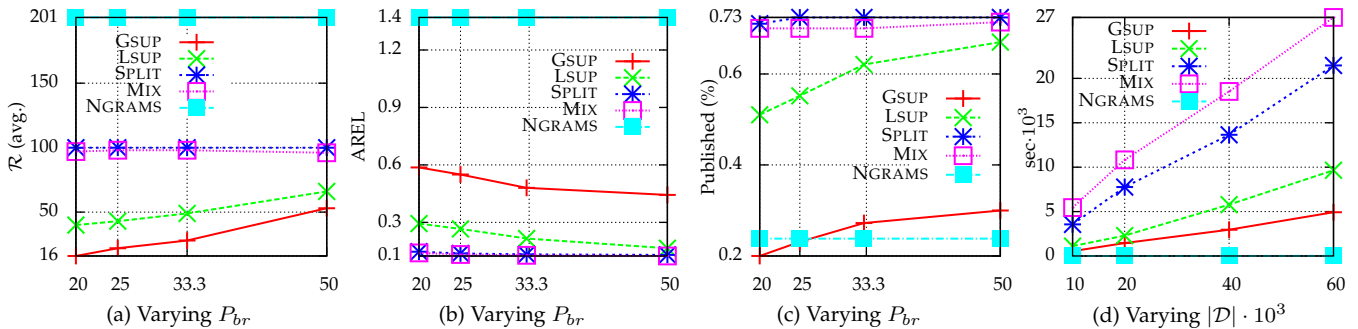 201
150
100
50
16
R (avg.)
GSUP
LSUP
SPLIT
MIX
NGRAMS
20 25 33.3 50
(a) Varying P_br
1.4
1.2
0.9
0.6
0.3
0.1
AREL
GSUP
LSUP
SPLIT
MIX
NGRAMS
20 25 33.3 50
(b) Varying P_br
0.73
0.6
0.4
0.2
Published (%)
GSUP
LSUP
SPLIT
MIX
NGRAMS
20 25 33.3 50
(c) Varying P_br
27
20
10
5
0
sec·10³
GSUP
LSUP
SPLIT
MIX
NGRAMS
10 20 40 60
(d) Varying |D| · 10³